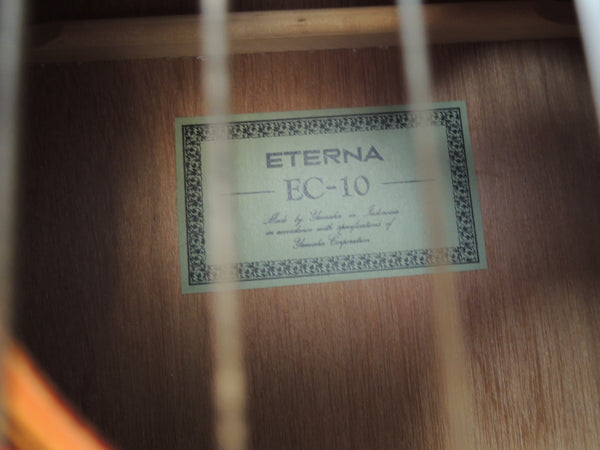 ETERNA
EC-10
Made by Yamaha in Indonesia
in accordance with specifications of
Yamaha Corporation